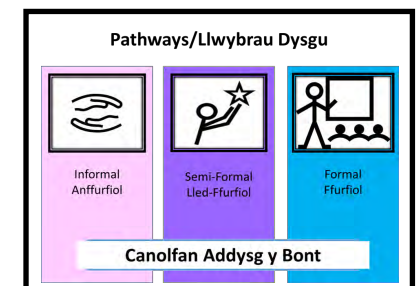 Pathways/Llwybrau Dysgu
Informal
Anffurfiol
Semi-Formal
Lled-Ffurfiol
Formal
Ffurfiol
Canolfan Addysg y Bont